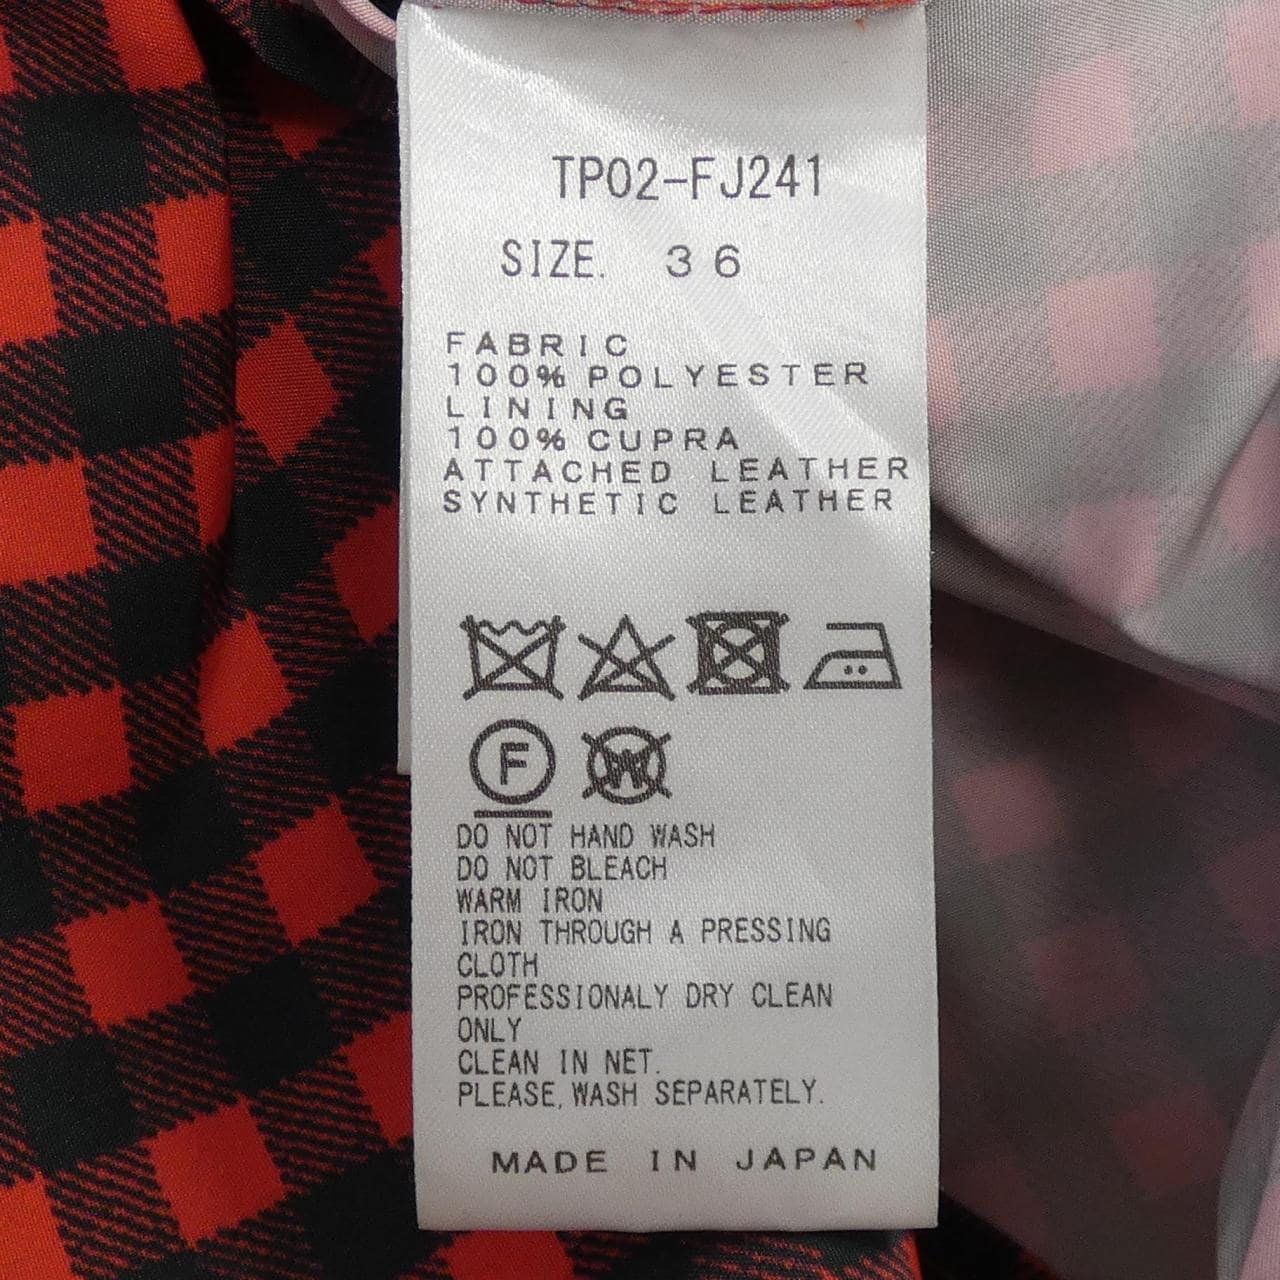 TP02-FJ241
SIZE. 36
FABRIC
100% POLYESTER
LINING
100% CUPRA
ATTACHED LEATHER
SYNTHETIC LEATHER
F W
DO NOT HAND WASH
DO NOT BLEACH
WARM IRON
IRON THROUGH A PRESSING
CLOTH
PROFESSIONALY DRY CLEAN
ONLY
CLEAN IN NET.
PLEASE, WASH SEPARATELY.
MADE IN JAPAN